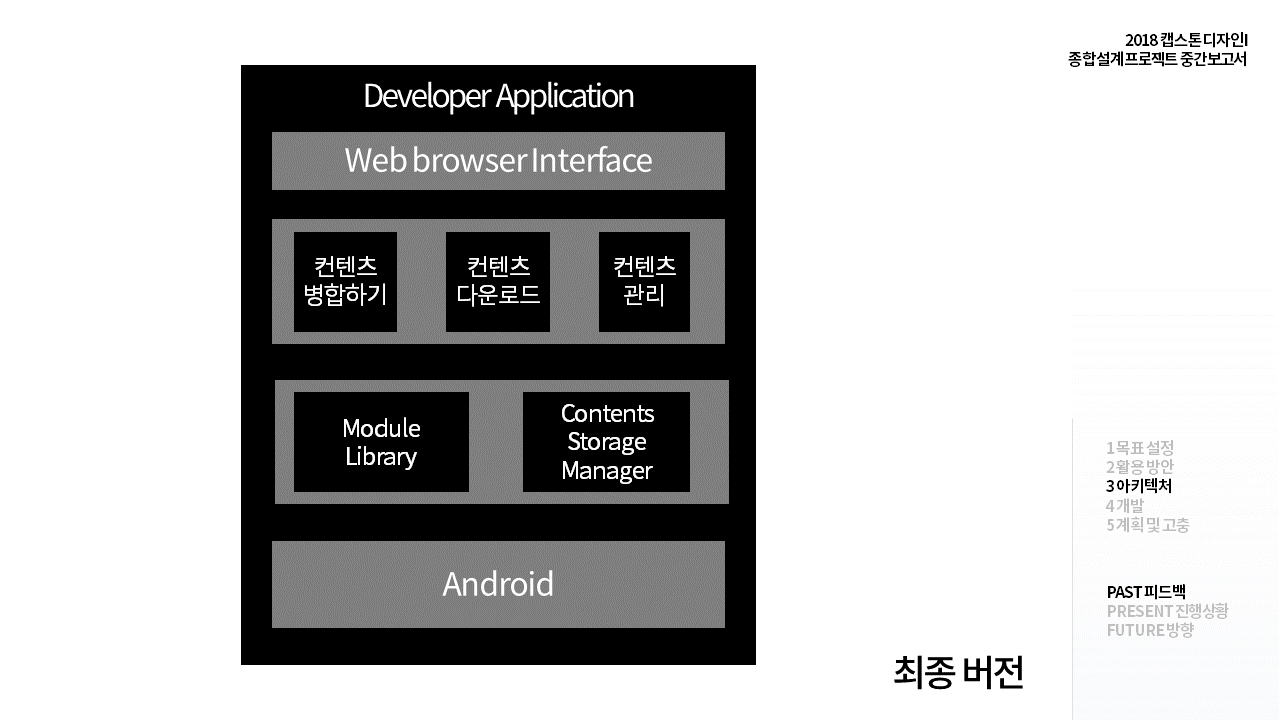 2018 캡스톤디자인I
종합설계프로젝트 중간보고서
Developer Application
Web browser Interface
컨텐츠
병합하기
컨텐츠
다운로드
컨텐츠
관리
Module
Library
Contents
Storage
Manager
Android
1 목표 설정
2 활용 방안
3 아키텍처
4 개발
5 계획 및 고충
PAST 피드백
PRESENT 진행상황
FUTURE 방향
최종 버전